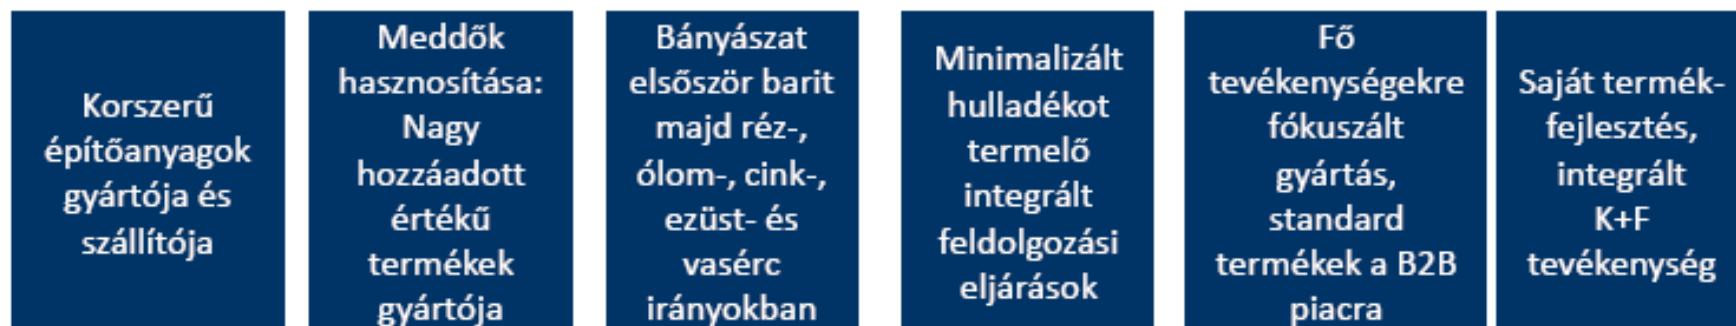 Korszerű
építőanyagok
gyártója és
szállítója
Meddők
hasznosítása:
Nagy
hozzáadott
értékű
termékek
gyártója
Bányászat
elsőször barit
majd réz-,
ólom-, cink-,
ezüst- és
vasérc
irányokban
Minimalizált
hulladékot
termelő
integrált
feldolgozási
eljárások
Fő
tevékenységekre
fókuszált
gyártás,
standard
termékek a B2B
piacra
Saját termék-
fejlesztés,
integrált
K+F
tevékenység